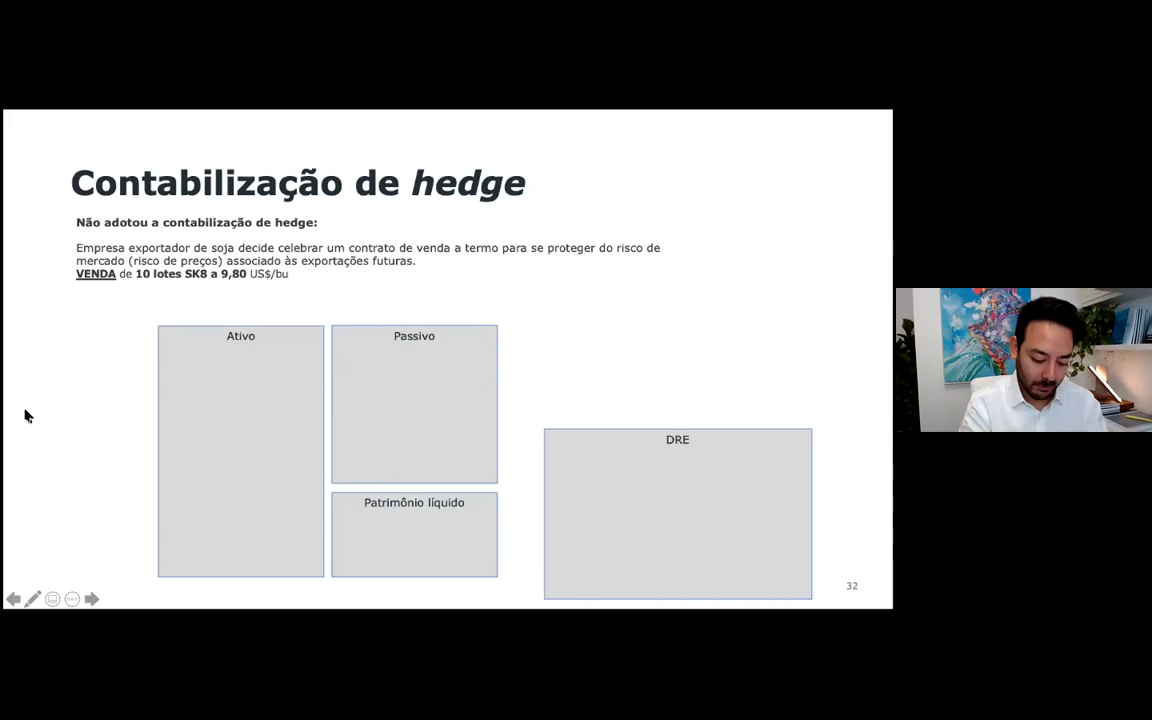 Contabilização de hedge
Não adotou a contabilização de hedge:
Empresa exportador de soja decide celebrar um contrato de venda a termo para se proteger do risco de
mercado (risco de preços) associado às exportações futuras.
VENDA de 10 lotes SK8 a 9,80 US$/bu
Ativo
Passivo
DRE
Patrimônio líquido
32